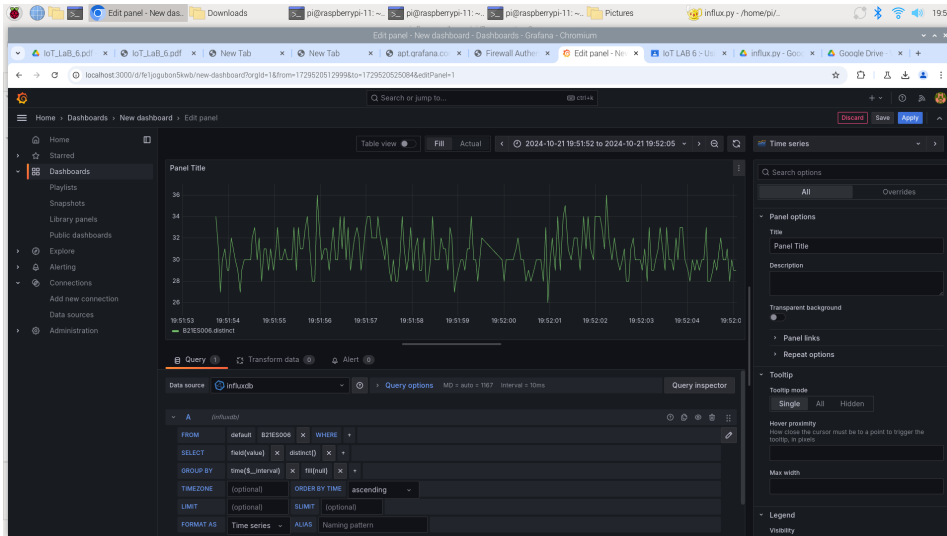 Edit panel - New das.. Downloads pi@raspberrypi-11: ~.. pi@raspberrypi-11: ~.. pi@raspberrypi-11: ~.. Pictures influx.py - /home/pi/.. 19:5
Edit panel - New dashboard - Dashboards - Grafana - Chromium
IoT_LaB_6.pdf × IoT_LaB_6.pdf × New Tab × New Tab × apt.grafana.co × Firewall Auther × Edit panel - Ne × IoT LAB 6 > Us × influx.py - Goo × Google Drive - ×
localhost:3000/d/fe1jogubon5kwb/new-dashboard?orgId=1&from=1729520512999&to=1729520525084&editPanel=1
Search or jump to... ctrl+k
Home › Dashboards › New dashboard › Edit panel Discard Save Apply
Home
Starred
Dashboards
Playlists
Snapshots
Library panels
Public dashboards
Explore
Alerting
Connections
Add new connection
Data sources
Administration
Table view Fill Actual 2024-10-21 19:51:52 to 2024-10-21 19:52:05
Panel Title
36
34
32
30
28
26
19:51:53 19:51:54 19:51:55 19:51:56 19:51:57 19:51:58 19:51:59 19:52:00 19:52:01 19:52:02 19:52:03 19:52:04 19:52:0
B21ES006.distinct
Query 1 Transform data 0 Alert 0
Data source influxdb Query options MD = auto = 1167 Interval = 10ms Query inspector
A (influxdb)
FROM default B21ES006 × WHERE +
SELECT field(value) × distinct() × +
GROUP BY time($__interval) × fill(null) × +
TIMEZONE (optional) ORDER BY TIME ascending
LIMIT (optional) SLIMIT (optional)
FORMAT AS Time series ALIAS Naming pattern
Time series
Search options
All Overrides
Panel options
Title
Panel Title
Description
Transparent background
Panel links
Repeat options
Tooltip
Tooltip mode
Single All Hidden
Hover proximity
How close the cursor must be to a point to trigger the
tooltip, in pixels
Max width
Legend
Visibility